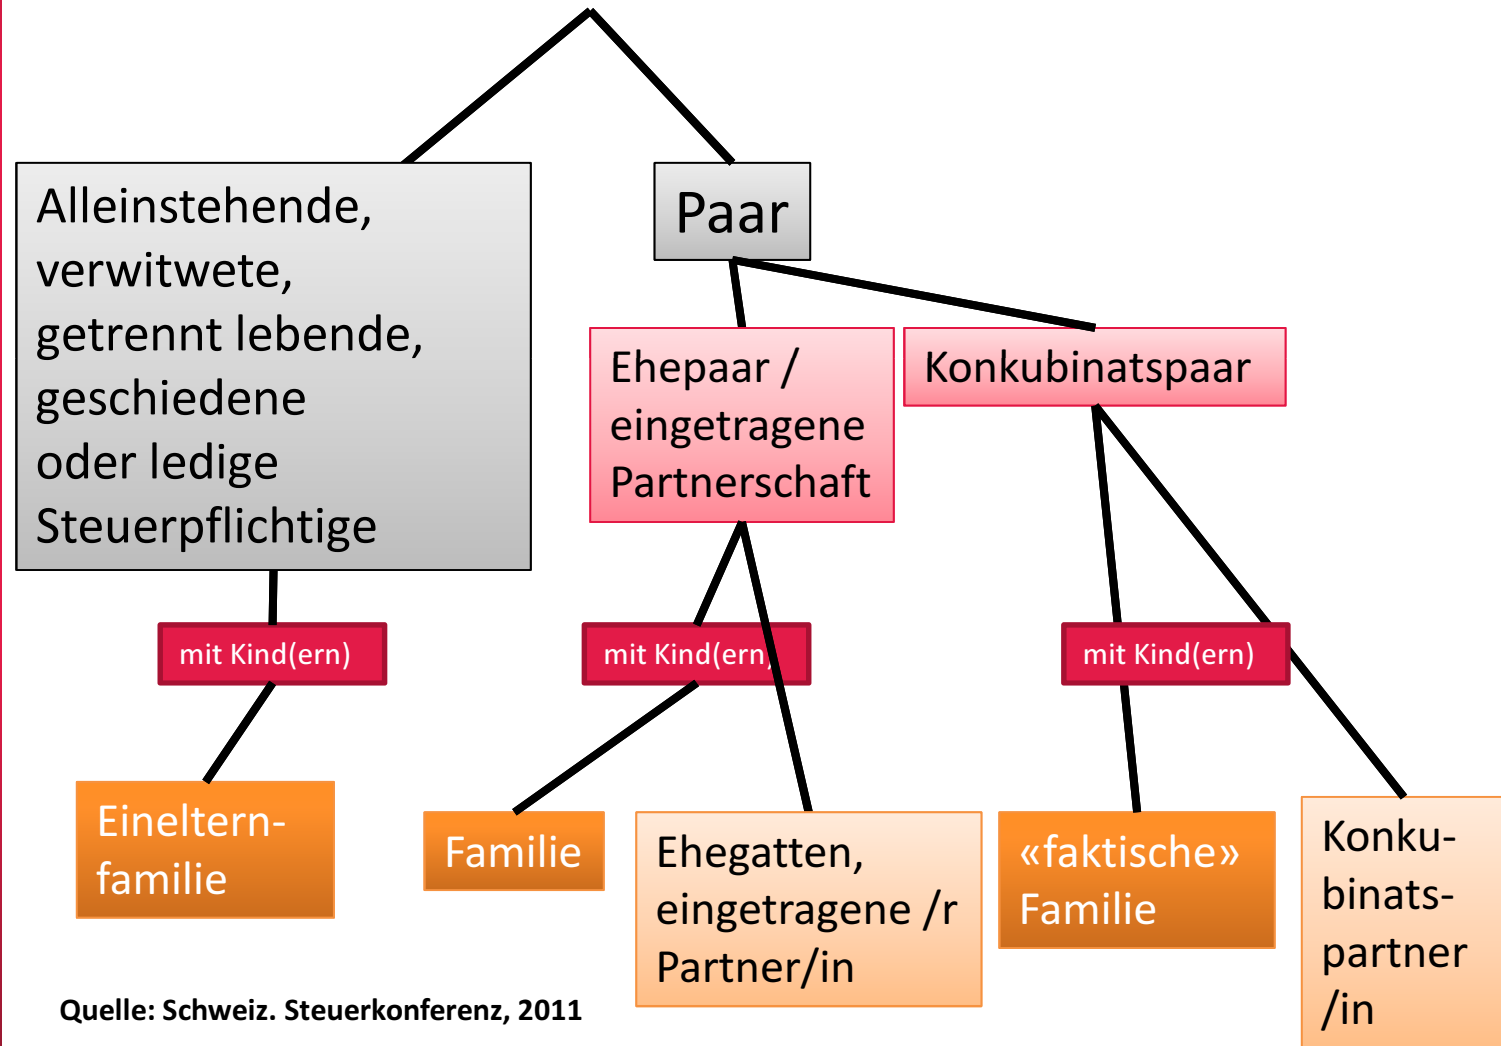 Alleinstehende,
verwitwete,
getrennt lebende,
geschiedene
oder ledige
Steuerpflichtige
Paar
Ehepaar /
eingetragene
Partnerschaft
Konkubinatspaar
mit Kind(ern)
mit Kind(ern)
mit Kind(ern)
Eineltern-
familie
Familie
Ehegatten,
eingetragene /r
Partner/in
«faktische»
Familie
Konku-
binats-
partner
/in
Quelle: Schweiz. Steuerkonferenz, 2011